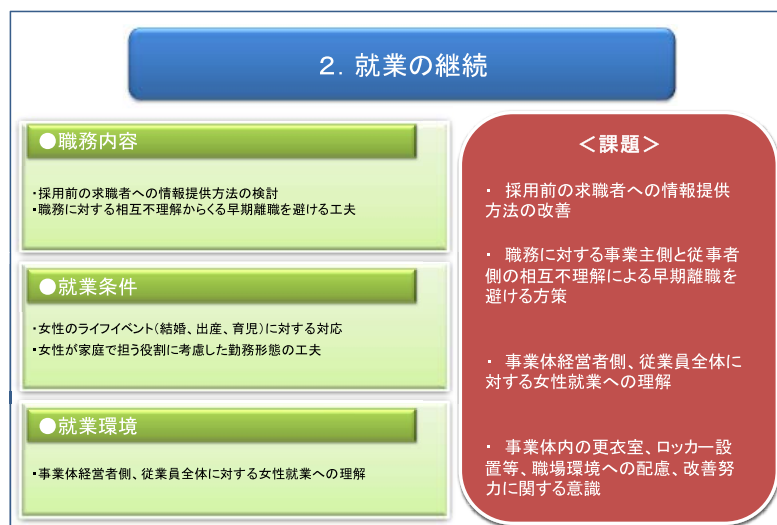 ２．就業の継続
●職務内容
・採用前の求職者への情報提供方法の検討
・職務に対する相互不理解からくる早期離職を避ける工夫
●就業条件
・女性のライフイベント（結婚、出産、育児）に対する対応
・女性が家庭で担う役割に考慮した勤務形態の工夫
●就業環境
・事業体経営者側、従業員全体に対する女性就業への理解
＜課題＞
・ 採用前の求職者への情報提供
方法の改善
・ 職務に対する事業主側と従事者
側の相互不理解による早期離職を
避ける方策
・ 事業体経営者側、従業員全体に
対する女性就業への理解
・ 事業体内の更衣室、ロッカー設
置等、職場環境への配慮、改善努
力に関する意識